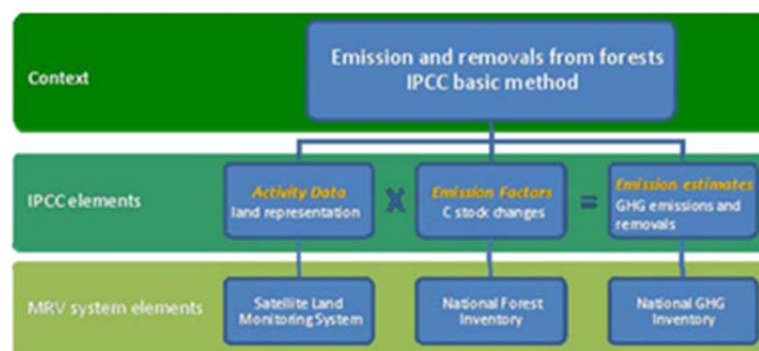 Emission and removals from forests
IPCC basic method
Context
IPCC elements
Activity Data
land representation
X
Emission Factors
C stock changes
=
Emission estimates
GHG emissions and
removals
MRV system elements
Satellite Land
Monitoring System
National Forest
Inventory
National GHG
Inventory